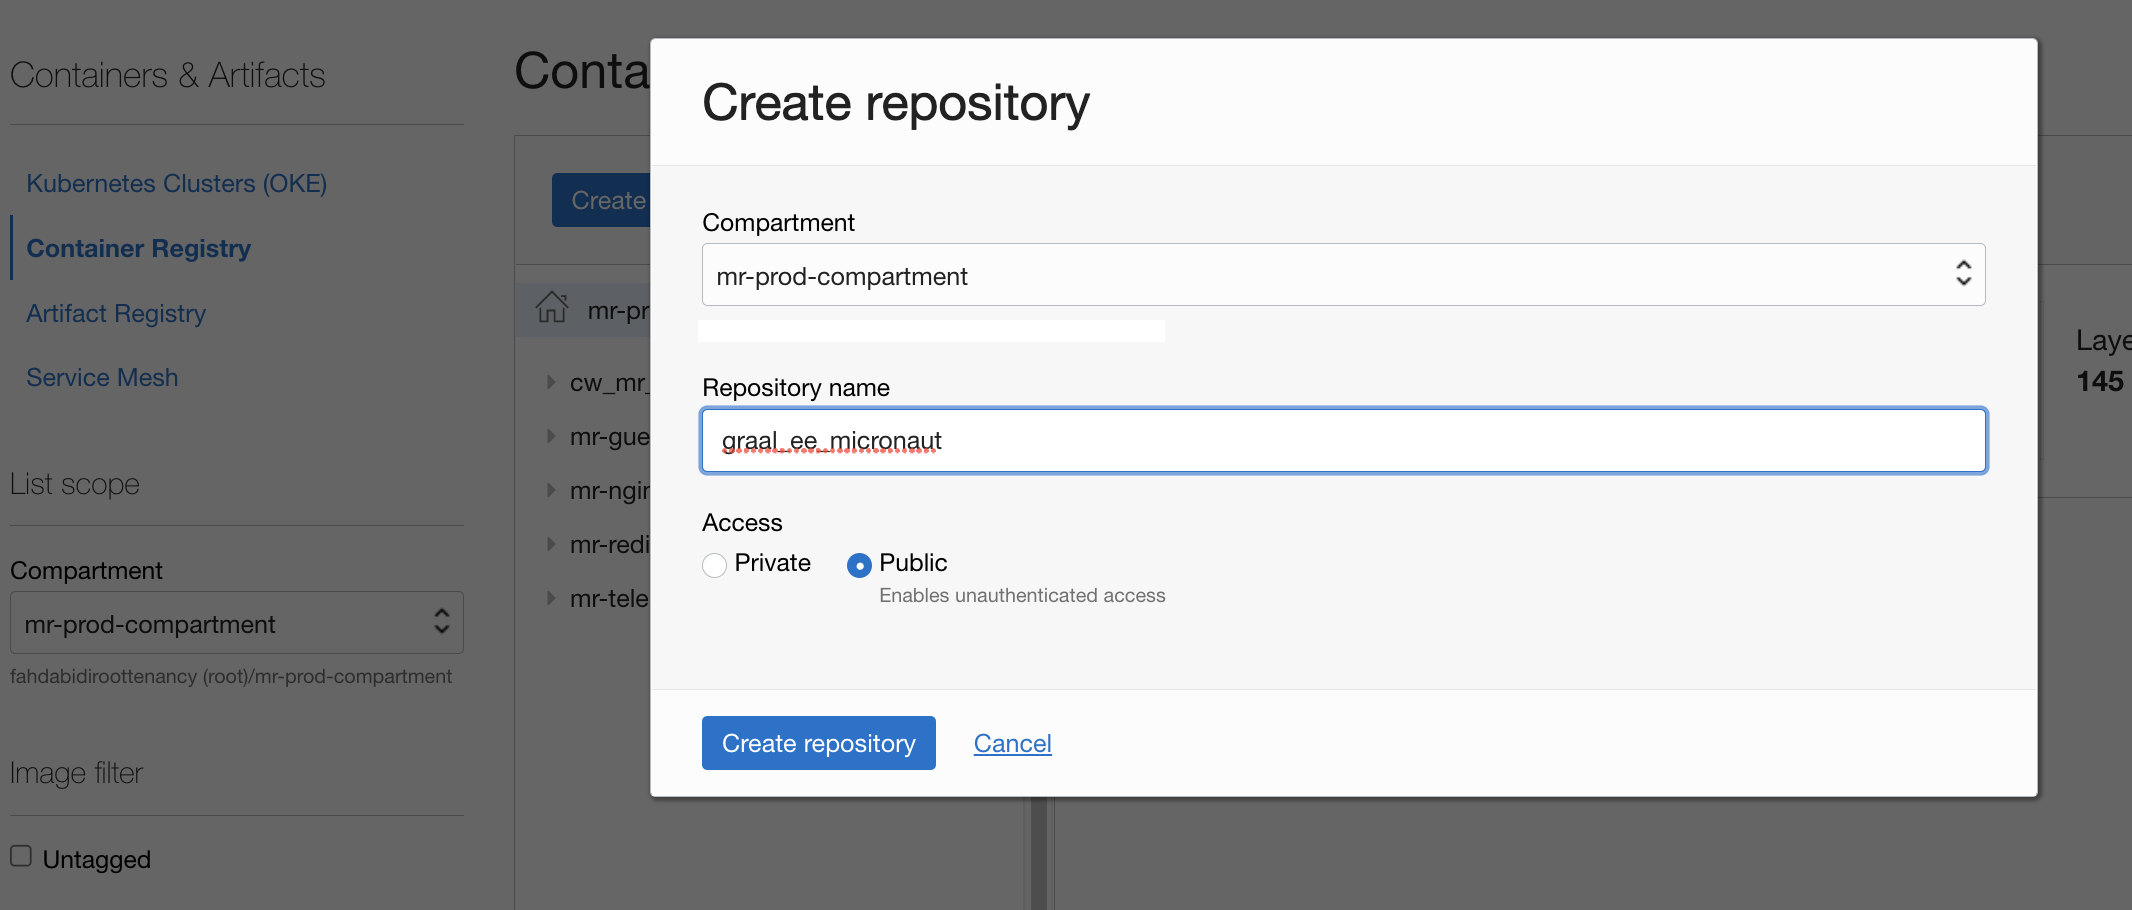 Containers & Artifacts
Kubernetes Clusters (OKE)
Container Registry
Artifact Registry
Service Mesh
List scope
Compartment
mr-prod-compartment
fahdabidiroottenancy (root)/mr-prod-compartment
Image filter
Untagged
Conta
Create
mr-pr
cw_mr_
mr-gue
mr-ngin
mr-redi
mr-tele
Create repository
Compartment
mr-prod-compartment
Repository name
graal_ee_micronaut
Access
Private
Public
Enables unauthenticated access
Create repository
Cancel
Laye
145